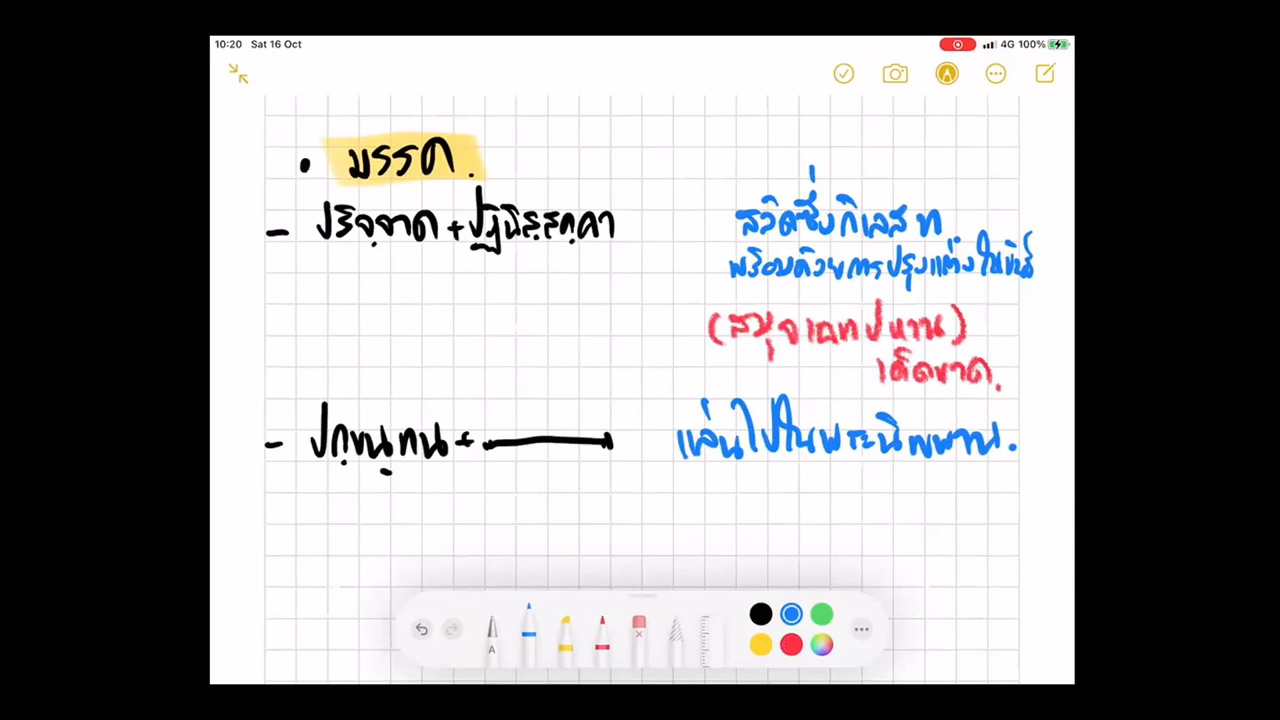 10:20 Sat 16 Oct
4G 100%
• มรรค.
- ปริจฺจาค + ปฏินิสฺสคฺคา
สลัดซึ่งกิเลส
พร้อมด้วยการปรุงแต่งในขันธ์
(สมุจเฉทปหาน)
เด็ดขาด.
- ปกฺขนฺทน +
แล่นไปในพระนิพพาน.
A